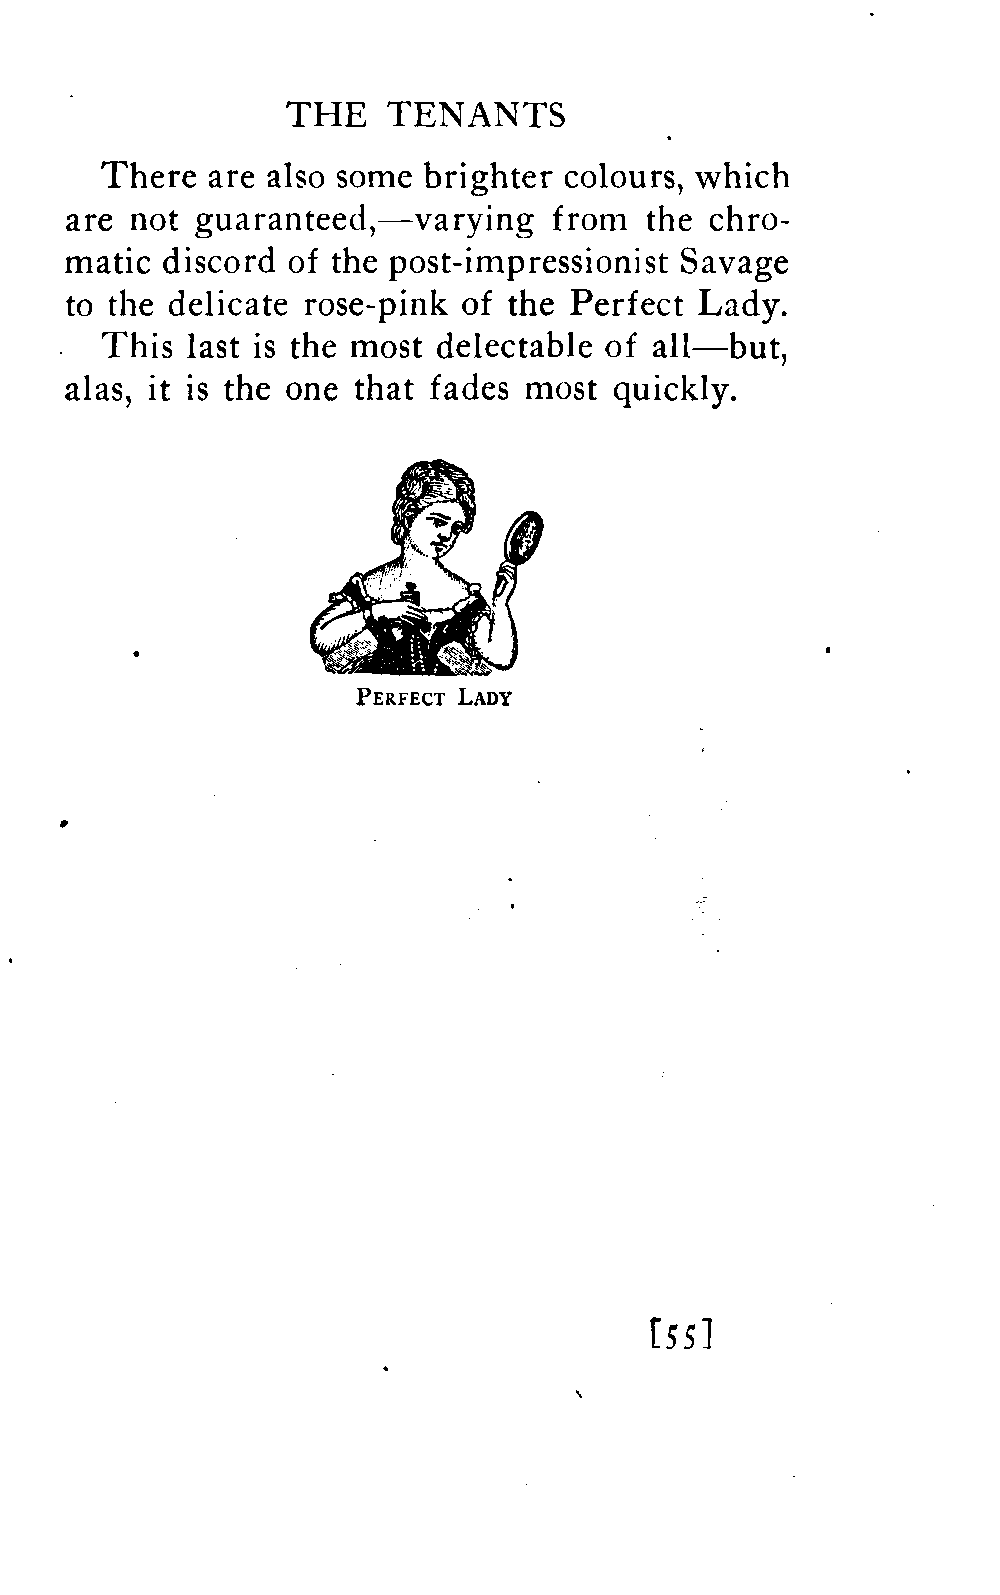 THE TENANTS
There are also some brighter colours, which
are not guaranteed,—varying from the chro-
matic discord of the post-impressionist Savage
to the delicate rose-pink of the Perfect Lady.
This last is the most delectable of all—but,
alas, it is the one that fades most quickly.
PERFECT LADY
[55]